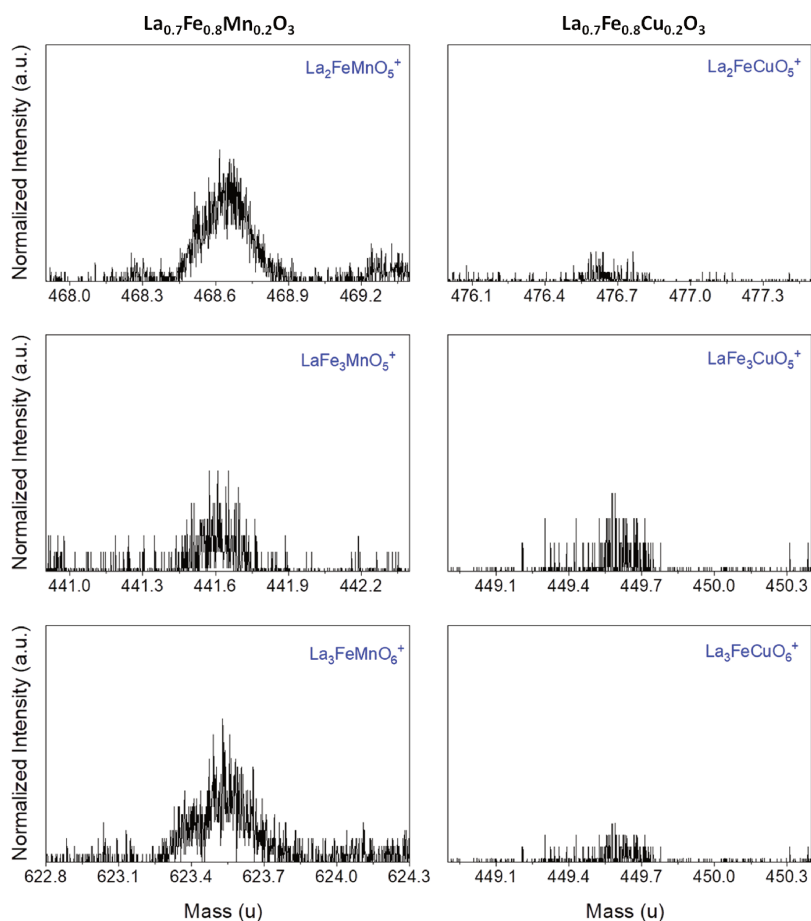 La₀.₇Fe₀.₈Mn₀.₂O₃
La₀.₇Fe₀.₈Cu₀.₂O₃
Normalized Intensity (a.u.)
La₂FeMnO₅⁺
468.0 468.3 468.6 468.9 469.2
La₂FeCuO₅⁺
476.1 476.4 476.7 477.0 477.3
Normalized Intensity (a.u.)
LaFe₃MnO₅⁺
441.0 441.3 441.6 441.9 442.2
LaFe₃CuO₅⁺
449.1 449.4 449.7 450.0 450.3
Normalized Intensity (a.u.)
La₃FeMnO₆⁺
622.8 623.1 623.4 623.7 624.0 624.3
Mass (u)
La₃FeCuO₆⁺
449.1 449.4 449.7 450.0 450.3
Mass (u)